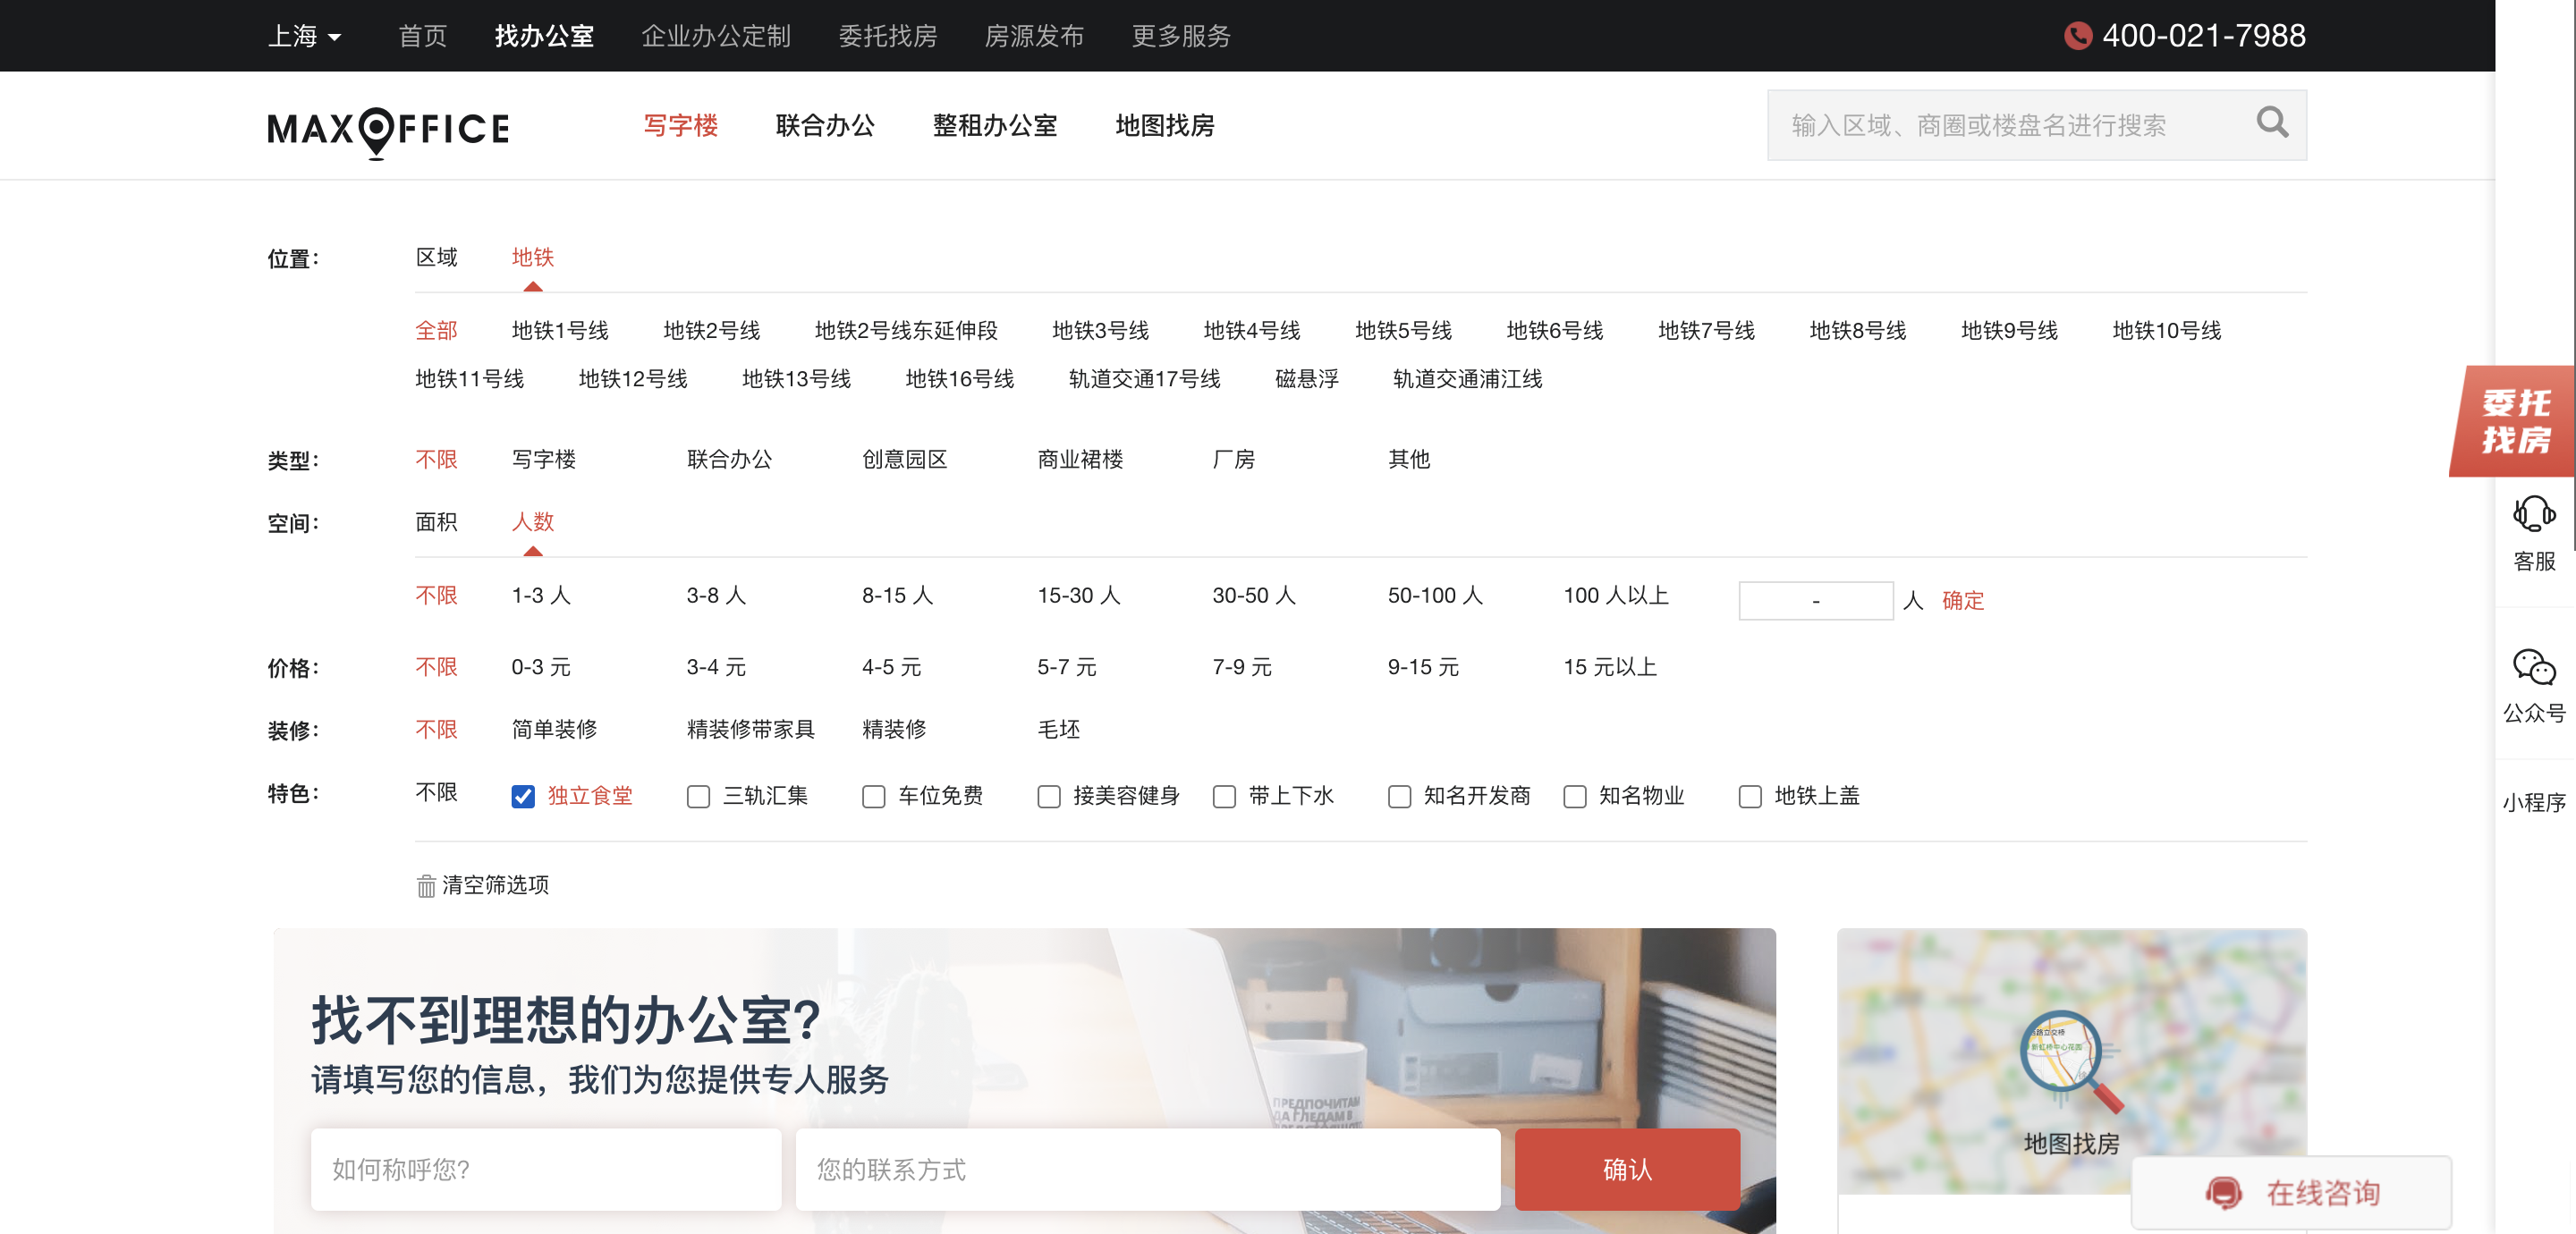 上海 首页 找办公室 企业办公定制 委托找房 房源发布 更多服务 400-021-7988
MAXOFFICE 写字楼 联合办公 整租办公室 地图找房 输入区域、商圈或楼盘名进行搜索
位置： 区域 地铁
全部 地铁1号线 地铁2号线 地铁2号线东延伸段 地铁3号线 地铁4号线 地铁5号线 地铁6号线 地铁7号线 地铁8号线 地铁9号线 地铁10号线
地铁11号线 地铁12号线 地铁13号线 地铁16号线 轨道交通17号线 磁悬浮 轨道交通浦江线
类型： 不限 写字楼 联合办公 创意园区 商业裙楼 厂房 其他
空间： 面积 人数
不限 1-3 人 3-8 人 8-15 人 15-30 人 30-50 人 50-100 人 100 人以上 - 人 确定
价格： 不限 0-3 元 3-4 元 4-5 元 5-7 元 7-9 元 9-15 元 15 元以上
装修： 不限 简单装修 精装修带家具 精装修 毛坯
特色： 不限 独立食堂 三轨汇集 车位免费 接美容健身 带上下水 知名开发商 知名物业 地铁上盖
清空筛选项
找不到理想的办公室?
请填写您的信息，我们为您提供专人服务
如何称呼您? 您的联系方式 确认
ПРЕДПОЧИТАМ
ДА ГЛЕДАМ В
新虹桥中心花园
地图找房
在线咨询
委托
找房
客服
公众号
小程序